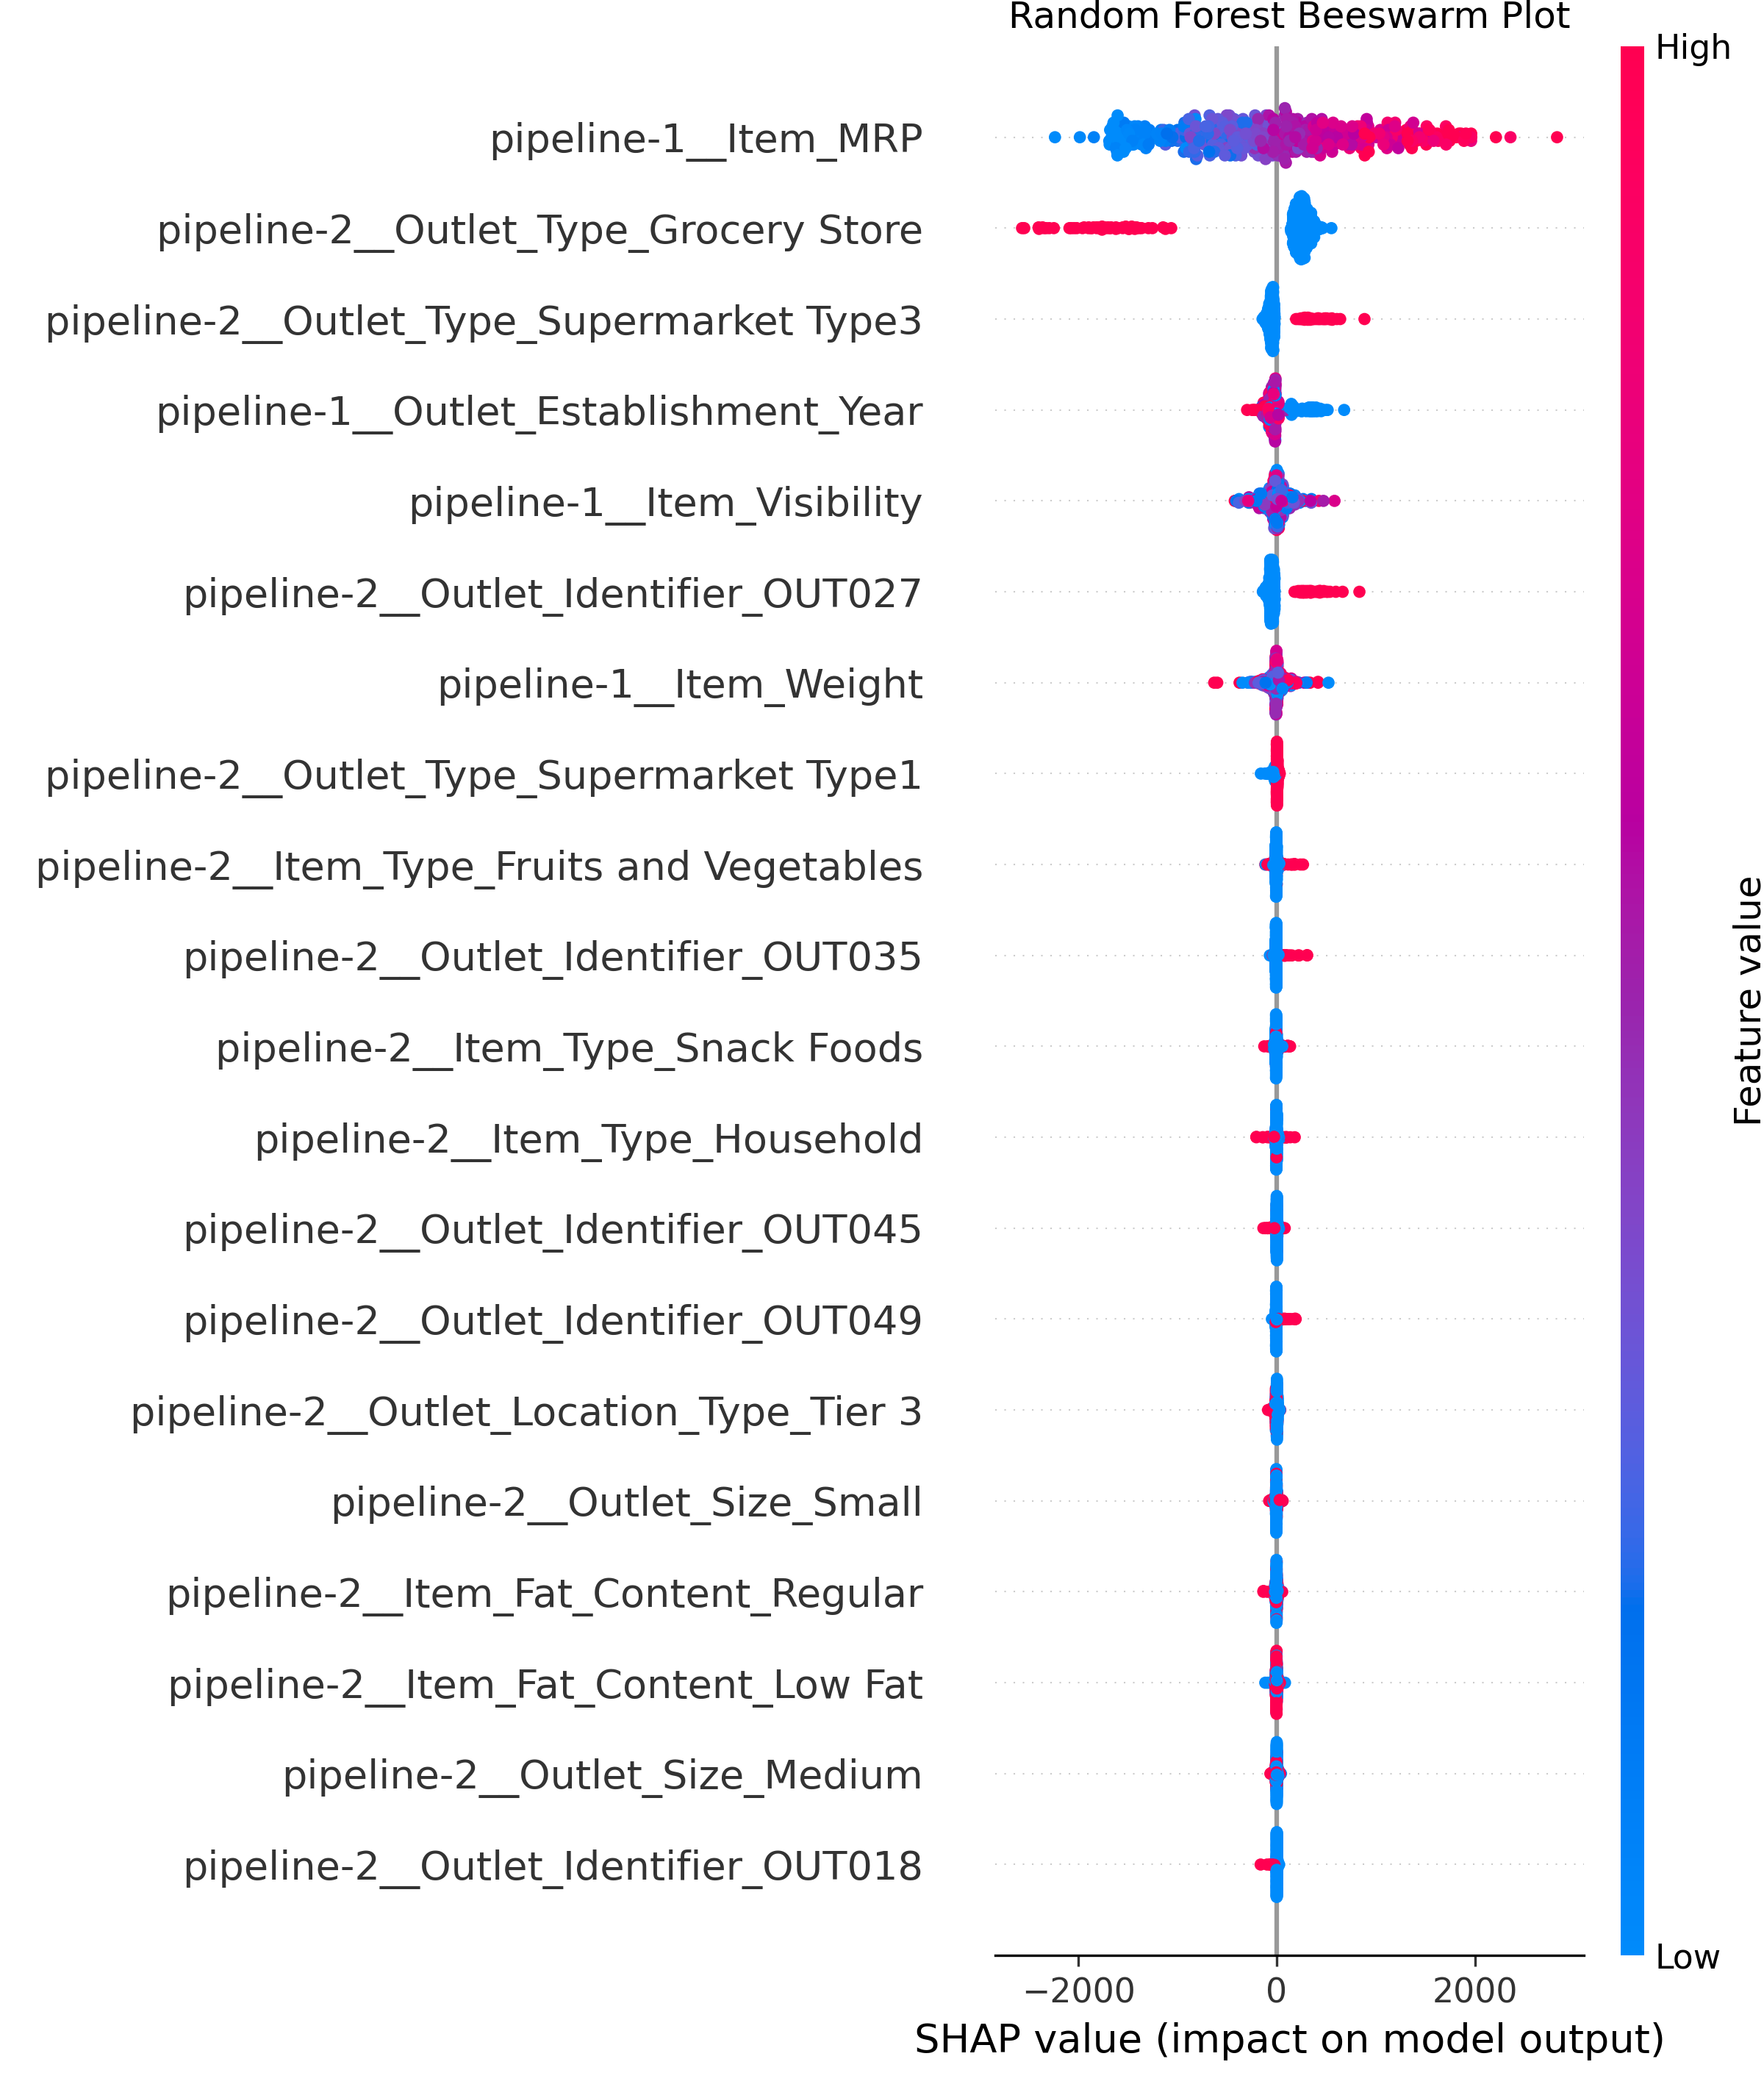 Random Forest Beeswarm Plot
High
pipeline-1__Item_MRP
pipeline-2__Outlet_Type_Grocery Store
pipeline-2__Outlet_Type_Supermarket Type3
pipeline-1__Outlet_Establishment_Year
pipeline-1__Item_Visibility
pipeline-2__Outlet_Identifier_OUT027
pipeline-1__Item_Weight
pipeline-2__Outlet_Type_Supermarket Type1
pipeline-2__Item_Type_Fruits and Vegetables
pipeline-2__Outlet_Identifier_OUT035
pipeline-2__Item_Type_Snack Foods
pipeline-2__Item_Type_Household
pipeline-2__Outlet_Identifier_OUT045
pipeline-2__Outlet_Identifier_OUT049
pipeline-2__Outlet_Location_Type_Tier 3
pipeline-2__Outlet_Size_Small
pipeline-2__Item_Fat_Content_Regular
pipeline-2__Item_Fat_Content_Low Fat
pipeline-2__Outlet_Size_Medium
pipeline-2__Outlet_Identifier_OUT018
Feature value
Low
−2000 0 2000
SHAP value (impact on model output)